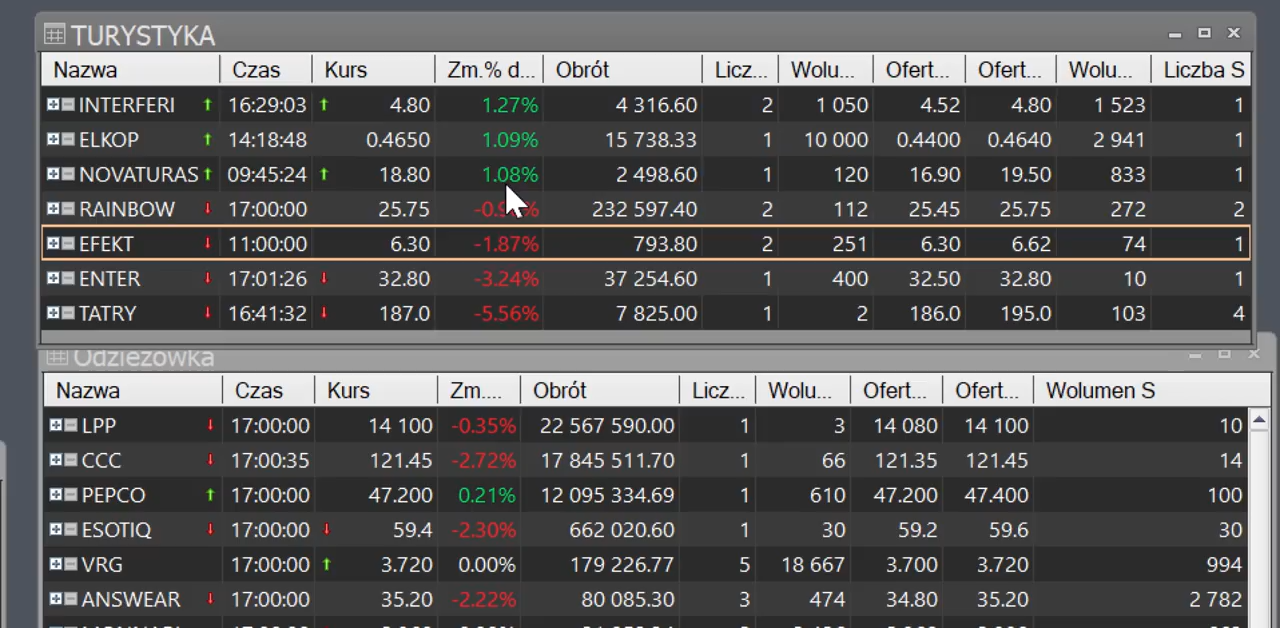 TURYSTYKA
Nazwa Czas Kurs Zm.% d... Obrót Licz... Wolu... Ofert... Ofert... Wolu... Liczba S
INTERFERI 16:29:03 4.80 1.27% 4 316.60 2 1 050 4.52 4.80 1 523 1
ELKOP 14:18:48 0.4650 1.09% 15 738.33 1 10 000 0.4400 0.4640 2 941 1
NOVATURAS 09:45:24 18.80 1.08% 2 498.60 1 120 16.90 19.50 833 1
RAINBOW 17:00:00 25.75 232 597.40 2 112 25.45 25.75 272 2
EFEKT 11:00:00 6.30 -1.87% 793.80 2 251 6.30 6.62 74 1
ENTER 17:01:26 32.80 -3.24% 37 254.60 1 400 32.50 32.80 10 1
TATRY 16:41:32 187.0 -5.56% 7 825.00 1 2 186.0 195.0 103 4
Odzieżówka
Nazwa Czas Kurs Zm.... Obrót Licz... Wolu... Ofert... Ofert... Wolumen S
LPP 17:00:00 14 100 -0.35% 22 567 590.00 1 3 14 080 14 100 10
CCC 17:00:35 121.45 -2.72% 17 845 511.70 1 66 121.35 121.45 14
PEPCO 17:00:00 47.200 0.21% 12 095 334.69 1 610 47.200 47.400 100
ESOTIQ 17:00:00 59.4 -2.30% 662 020.60 1 30 59.2 59.6 30
VRG 17:00:00 3.720 0.00% 179 226.77 5 18 667 3.700 3.720 994
ANSWEAR 17:00:00 35.20 -2.22% 80 085.30 3 474 34.80 35.20 2 782